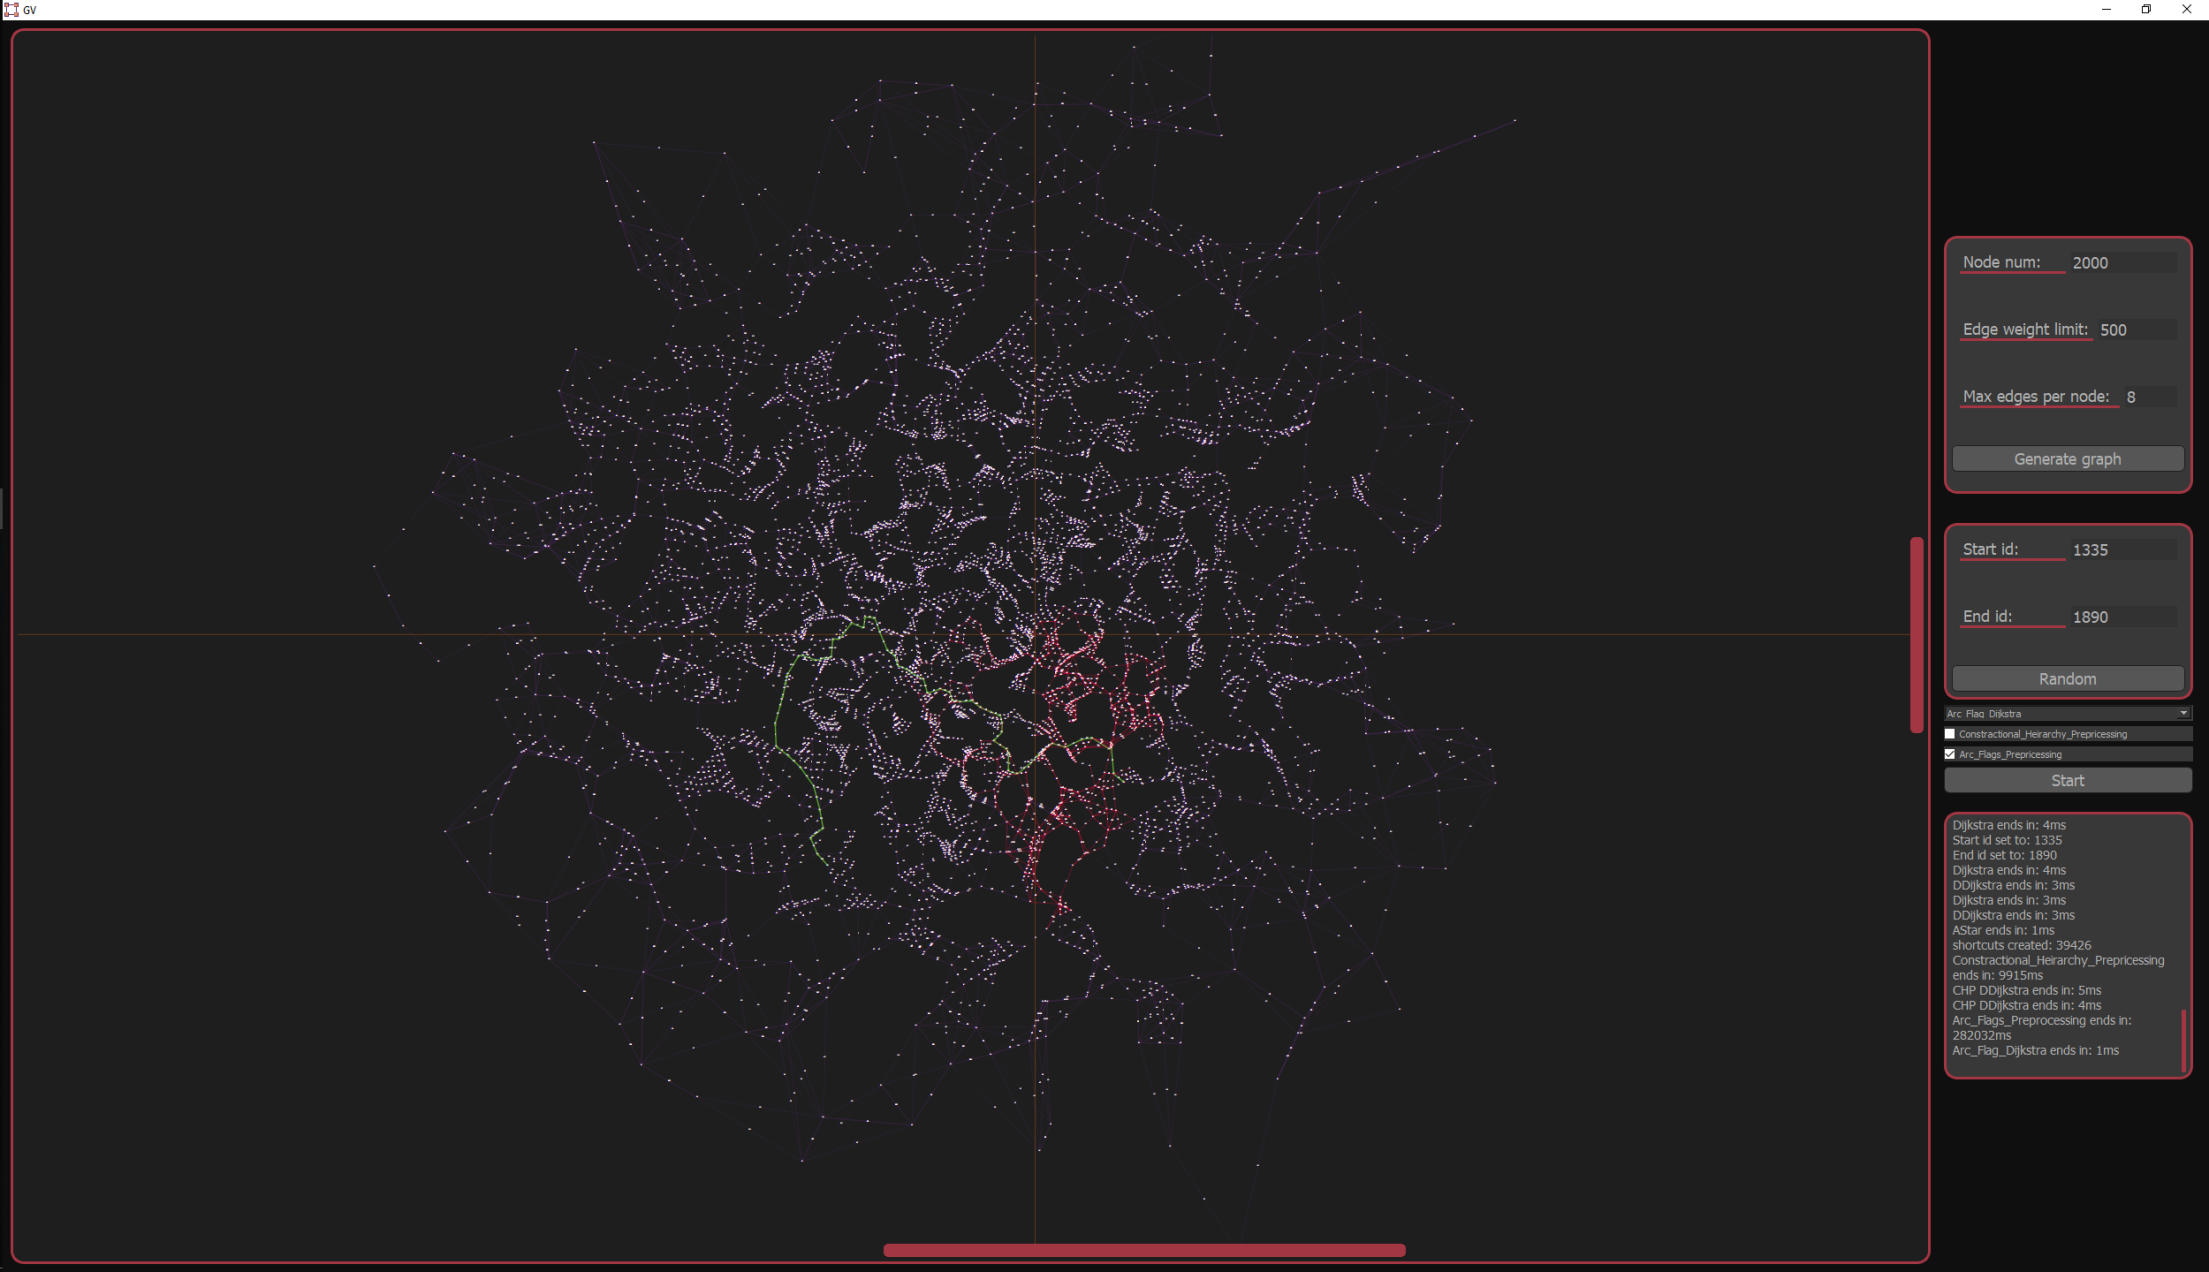 GV
Node num: 2000
Edge weight limit: 500
Max edges per node: 8
Generate graph
Start id: 1335
End id: 1890
Random
Arc_Flag_Dijkstra
Constractional_Heirarchy_Prepricessing
Arc_Flags_Prepricessing
Start
Dijkstra ends in: 4ms
Start id set to: 1335
End id set to: 1890
Dijkstra ends in: 4ms
DDijkstra ends in: 3ms
Dijkstra ends in: 3ms
DDijkstra ends in: 3ms
AStar ends in: 1ms
shortcuts created: 39426
Constractional_Heirarchy_Prepricessing
ends in: 9915ms
CHP DDijkstra ends in: 5ms
CHP DDijkstra ends in: 4ms
Arc_Flags_Preprocessing ends in:
282032ms
Arc_Flag_Dijkstra ends in: 1ms